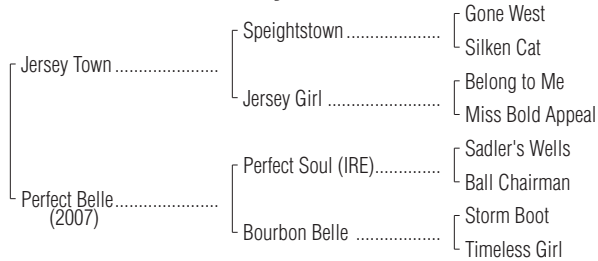 Gone West
Speightstown ....................
Silken Cat
Jersey Town ......................
Belong to Me
Jersey Girl ........................
Miss Bold Appeal
Sadler's Wells
Perfect Soul (IRE)..............
Ball Chairman
Perfect Belle......................
(2007)
Storm Boot
Bourbon Belle ..................
Timeless Girl